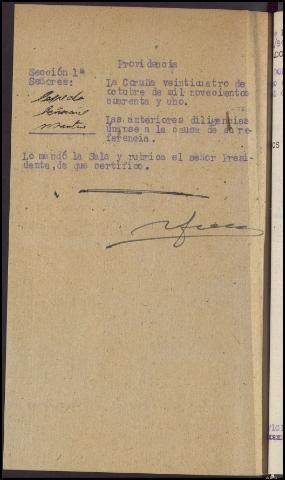 Providencia
Sección 1ª
Señores:
La Coruña veinticuatro de
octubre de mil novecientos
cuarenta y uno.
Las anteriores diligencias
únanse a la causa de su re-
ferencia.
Lo mandó la Sala y rubrica el señor Presi-
dente, de que certifico.